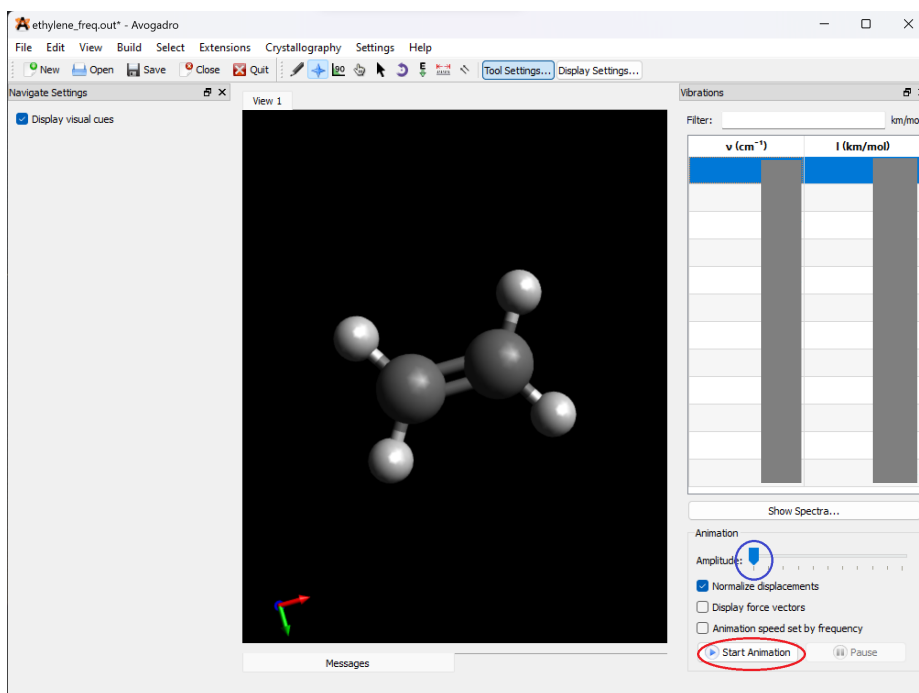 ethylene_freq.out* - Avogadro
File Edit View Build Select Extensions Crystallography Settings Help
New Open Save Close Quit Tool Settings... Display Settings...
Navigate Settings
View 1
Vibrations
Display visual cues
Filter: km/mo
ν (cm⁻¹) I (km/mol)
Show Spectra...
Animation
Amplitude:
Normalize displacements
Display force vectors
Animation speed set by frequency
Start Animation Pause
Messages